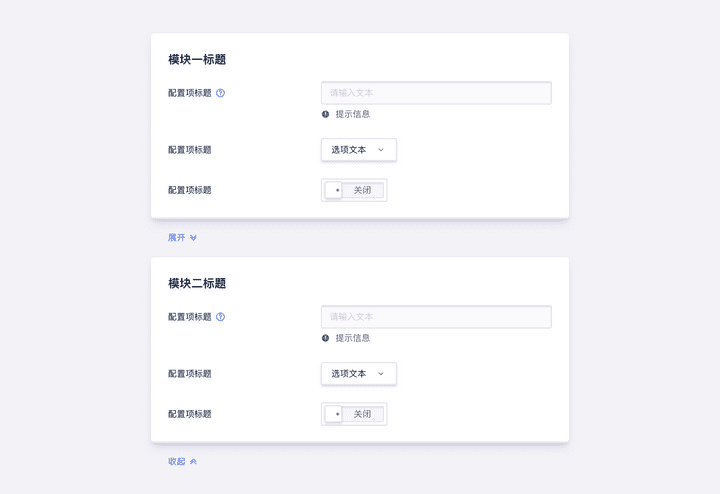 模块一标题
配置项标题
请输入文本
提示信息
配置项标题
选项文本
配置项标题
关闭
展开
模块二标题
配置项标题
请输入文本
提示信息
配置项标题
选项文本
配置项标题
关闭
收起